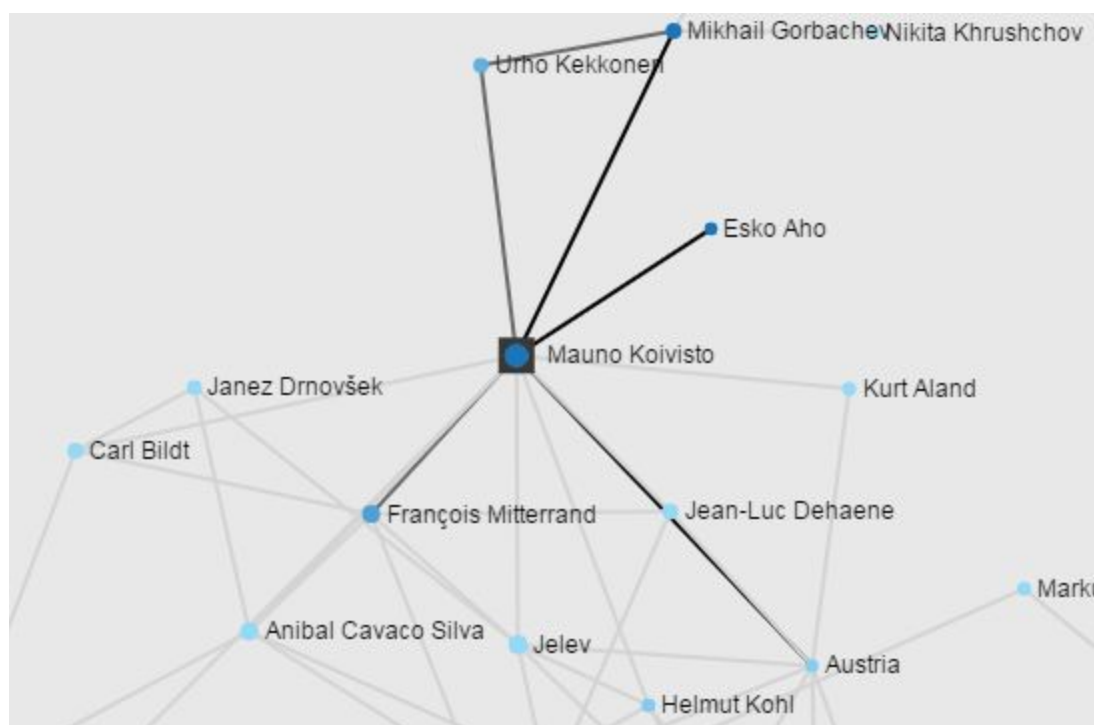 Mikhail Gorbachev
Nikita Khrushchov
Urho Kekkonen
Esko Aho
Mauno Koivisto
Janez Drnovšek
Kurt Aland
Carl Bildt
François Mitterrand
Jean-Luc Dehaene
Anibal Cavaco Silva
Jelev
Austria
Helmut Kohl